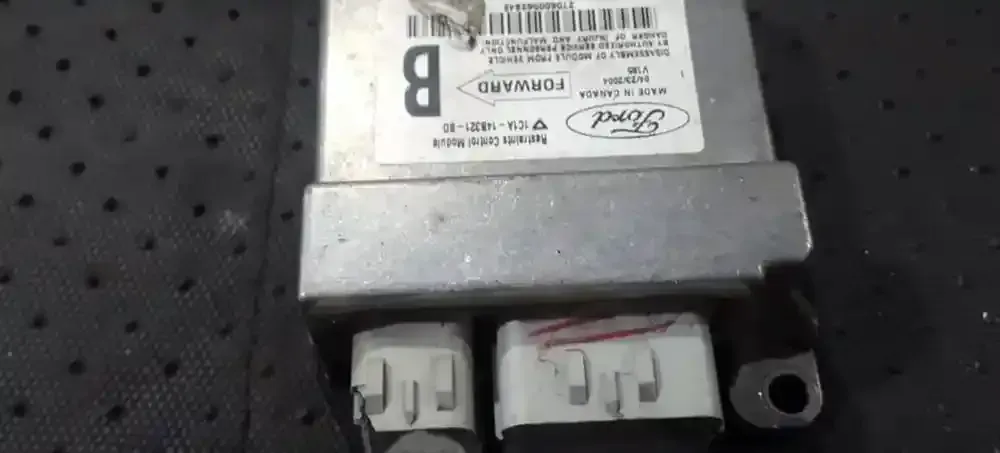 Ford
Restraints Control Module
1C1A-14B321-BD
MADE IN CANADA
04/23/2004
V185
FORWARD
B
DISASSEMBLY OF MODULE FROM VEHICLE
BY AUTHORIZED SERVICE PERSONNEL ONLY
DANGER OF INJURY AND MALFUNCTION